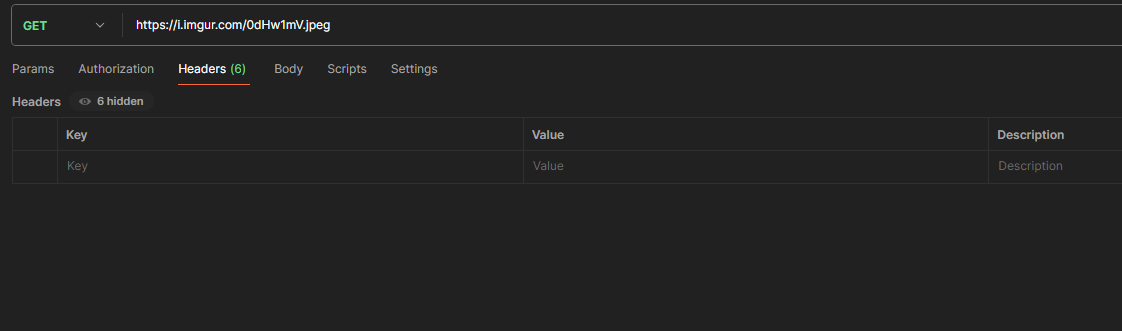 GET https://i.imgur.com/0dHw1mV.jpeg
Params Authorization Headers (6) Body Scripts Settings
Headers 6 hidden
Key Value Description
Key Value Description